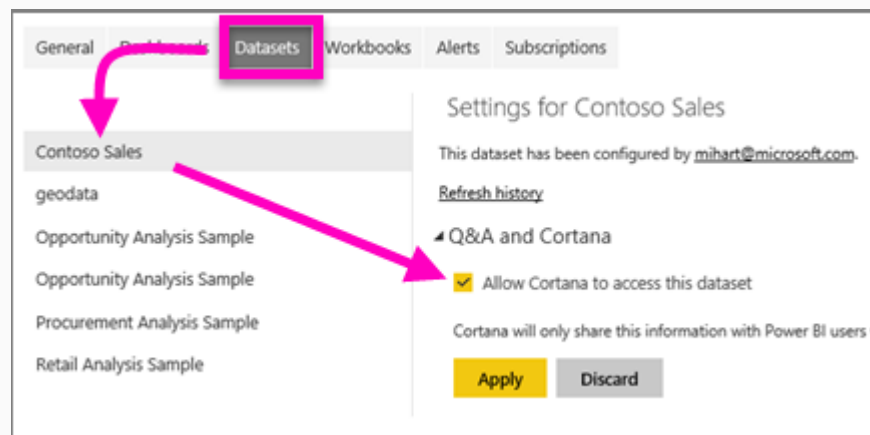 General Dashboards Datasets Workbooks Alerts Subscriptions
Settings for Contoso Sales
Contoso Sales
This dataset has been configured by mihart@microsoft.com.
geodata
Refresh history
Opportunity Analysis Sample
Q&A and Cortana
Opportunity Analysis Sample
Allow Cortana to access this dataset
Procurement Analysis Sample
Cortana will only share this information with Power BI users
Retail Analysis Sample
Apply Discard